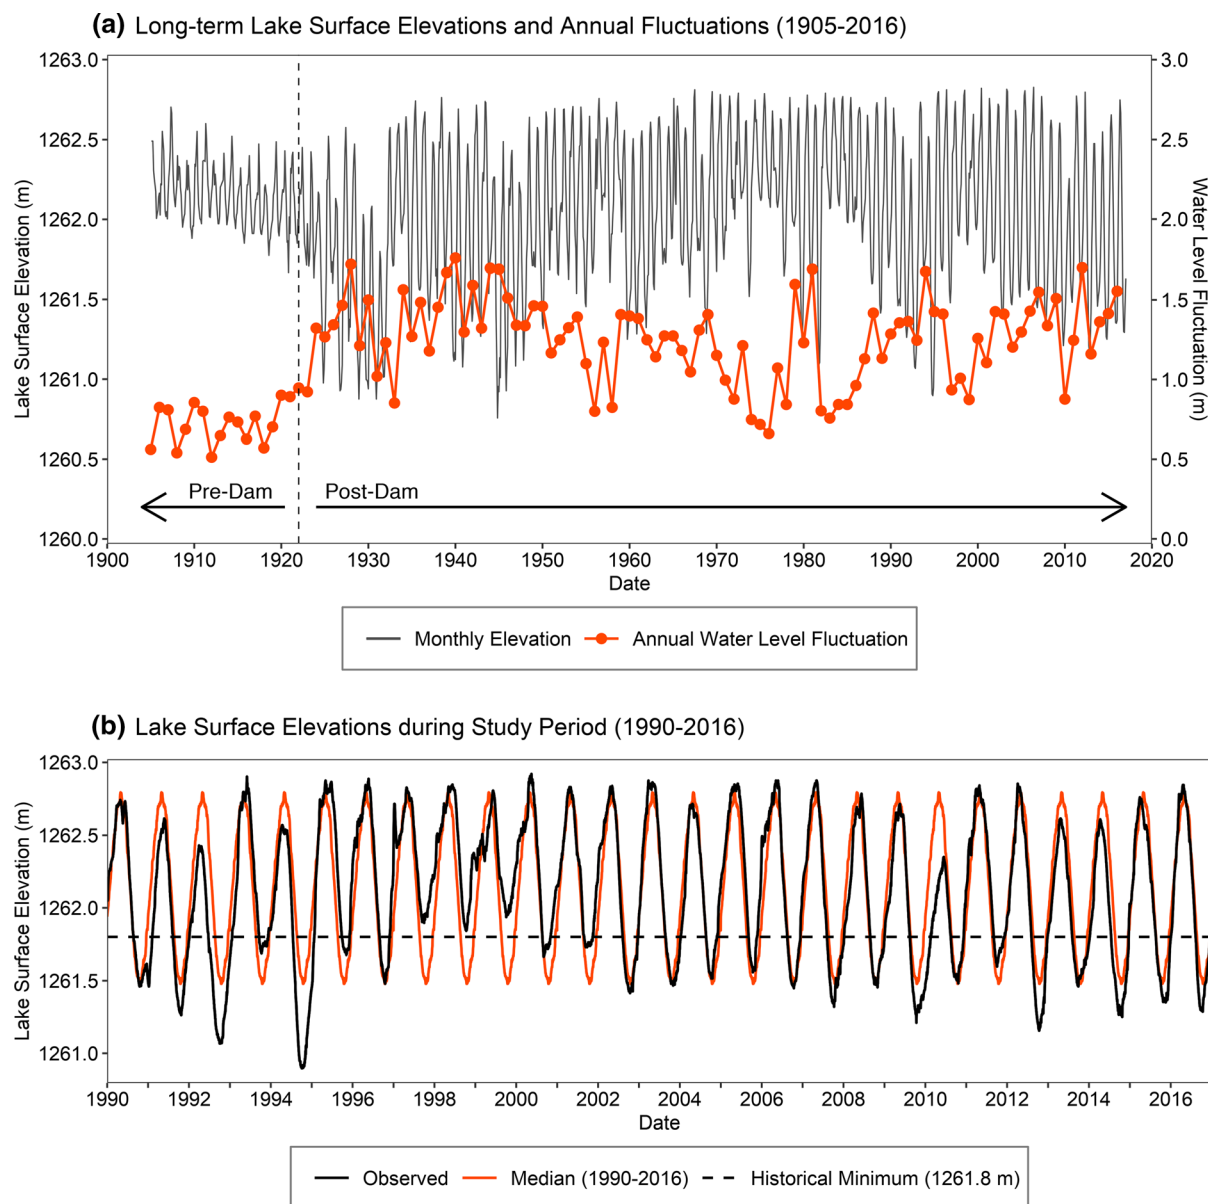 (a) Long-term Lake Surface Elevations and Annual Fluctuations (1905-2016)
Lake Surface Elevation (m)
1263.0
1262.5
1262.0
1261.5
1261.0
1260.5
1260.0
3.0
2.5
2.0
1.5
1.0
0.5
0.0
Water Level Fluctuation (m)
Pre-Dam
Post-Dam
1900 1910 1920 1930 1940 1950 1960 1970 1980 1990 2000 2010 2020
Date
Monthly Elevation Annual Water Level Fluctuation
(b) Lake Surface Elevations during Study Period (1990-2016)
Lake Surface Elevation (m)
1263.0
1262.5
1262.0
1261.5
1261.0
1990 1992 1994 1996 1998 2000 2002 2004 2006 2008 2010 2012 2014 2016
Date
Observed Median (1990-2016) Historical Minimum (1261.8 m)